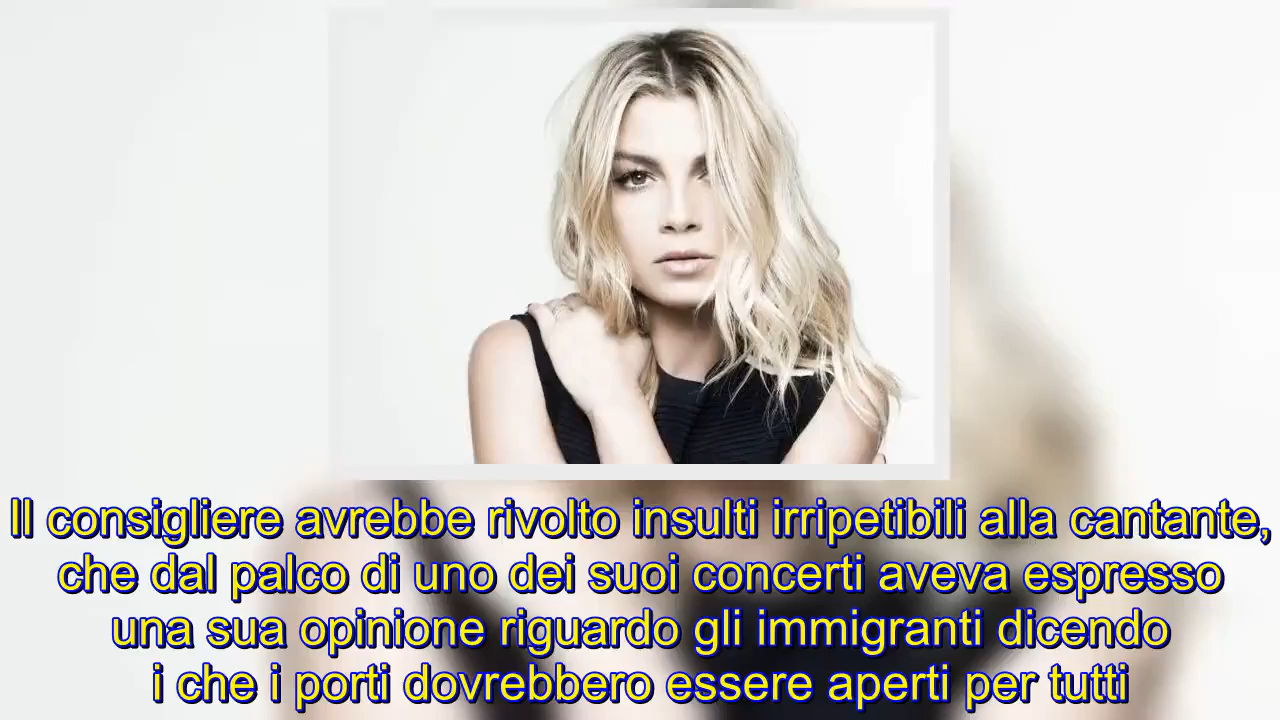 Il consigliere avrebbe rivolto insulti irripetibili alla cantante,
che dal palco di uno dei suoi concerti aveva espresso
una sua opinione riguardo gli immigranti dicendo
i che i porti dovrebbero essere aperti per tutti